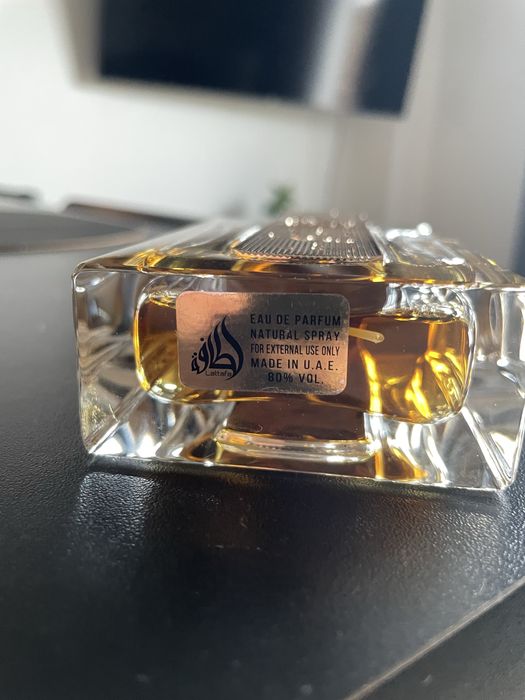 لطافة
Lattafa
EAU DE PARFUM
NATURAL SPRAY
FOR EXTERNAL USE ONLY
MADE IN U.A.E.
80% VOL.